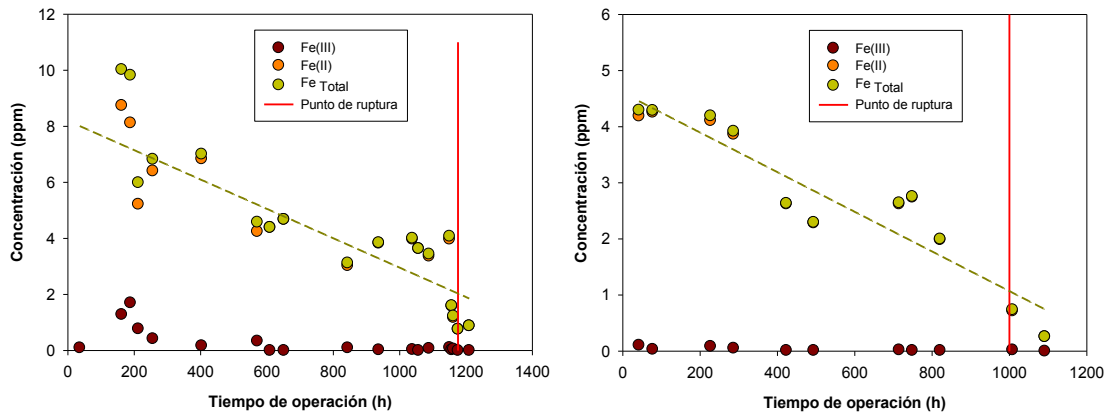 12
10
8
6
4
2
0
Concentración (ppm)
Fe(III)
Fe(II)
Fe Total
Punto de ruptura
0 200 400 600 800 1000 1200 1400
Tiempo de operación (h)
6
5
4
3
2
1
0
Concentración (ppm)
Fe(III)
Fe(II)
Fe Total
Punto de ruptura
0 200 400 600 800 1000 1200
Tiempo de operación (h)